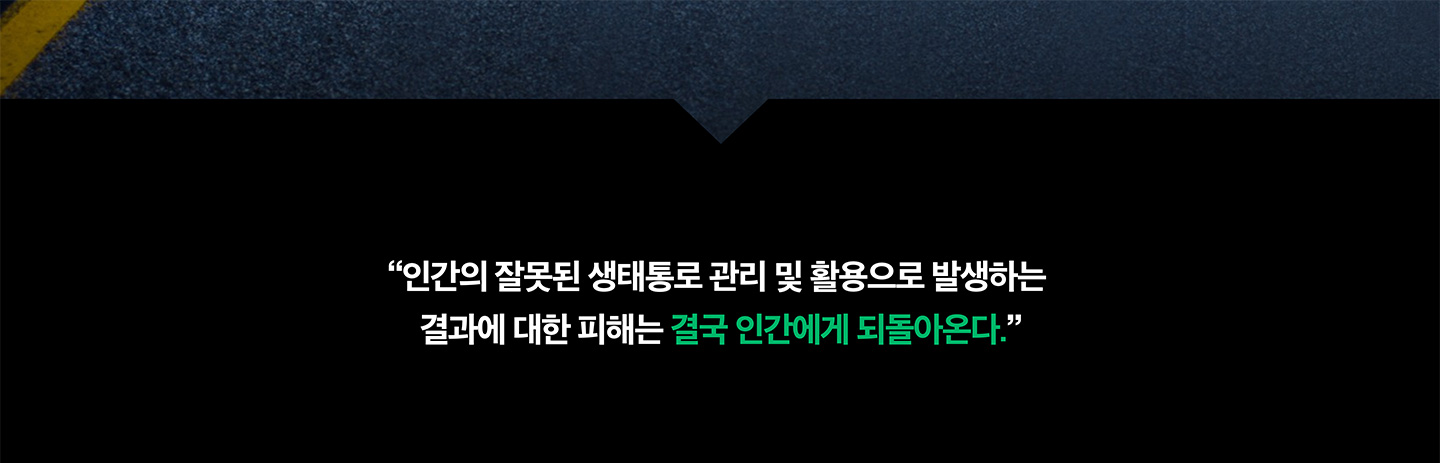 “인간의 잘못된 생태통로 관리 및 활용으로 발생하는
결과에 대한 피해는 결국 인간에게 되돌아온다.”